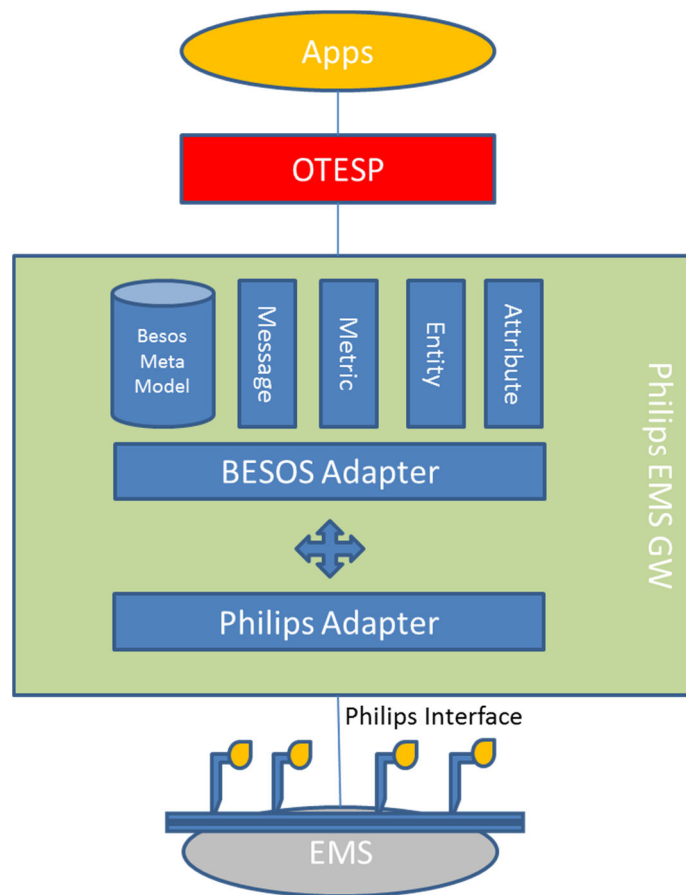 Apps
OTESP
Besos
Meta
Model
Message
Metric
Entity
Attribute
Philips EMS GW
BESOS Adapter
Philips Adapter
Philips Interface
EMS